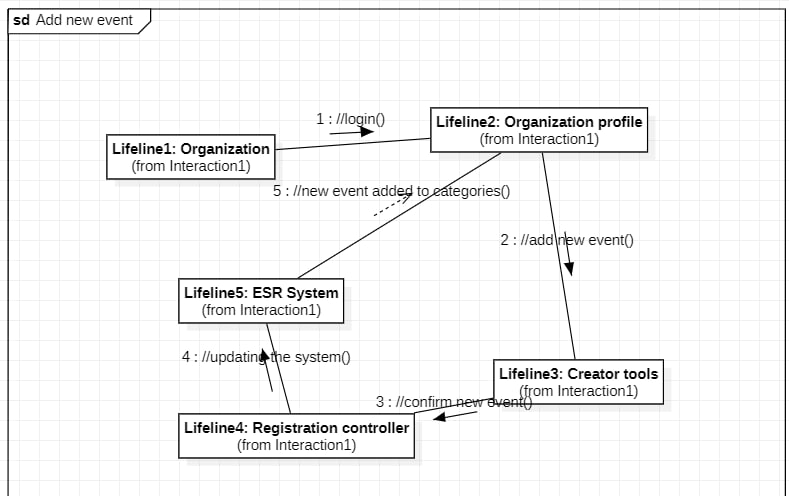 sd Add new event
1 : //login()
Lifeline2: Organization profile
(from Interaction1)
Lifeline1: Organization
(from Interaction1)
5 : //new event added to categories()
2 : //add new event()
Lifeline5: ESR System
(from Interaction1)
4 : //updating the system()
Lifeline3: Creator tools
(from Interaction1)
3 : //confirm new event()
Lifeline4: Registration controller
(from Interaction1)